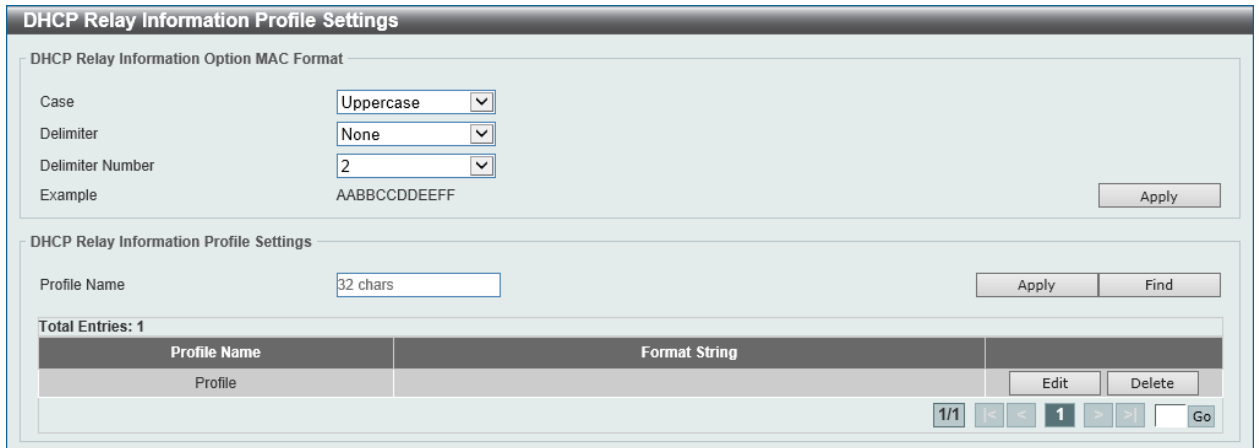 DHCP Relay Information Profile Settings
DHCP Relay Information Option MAC Format
Case Uppercase
Delimiter None
Delimiter Number 2
Example AABBCCDDEEFF Apply
DHCP Relay Information Profile Settings
Profile Name 32 chars Apply Find
Total Entries: 1
Profile Name Format String
Profile Edit Delete
1/1 |< < 1 > >| Go